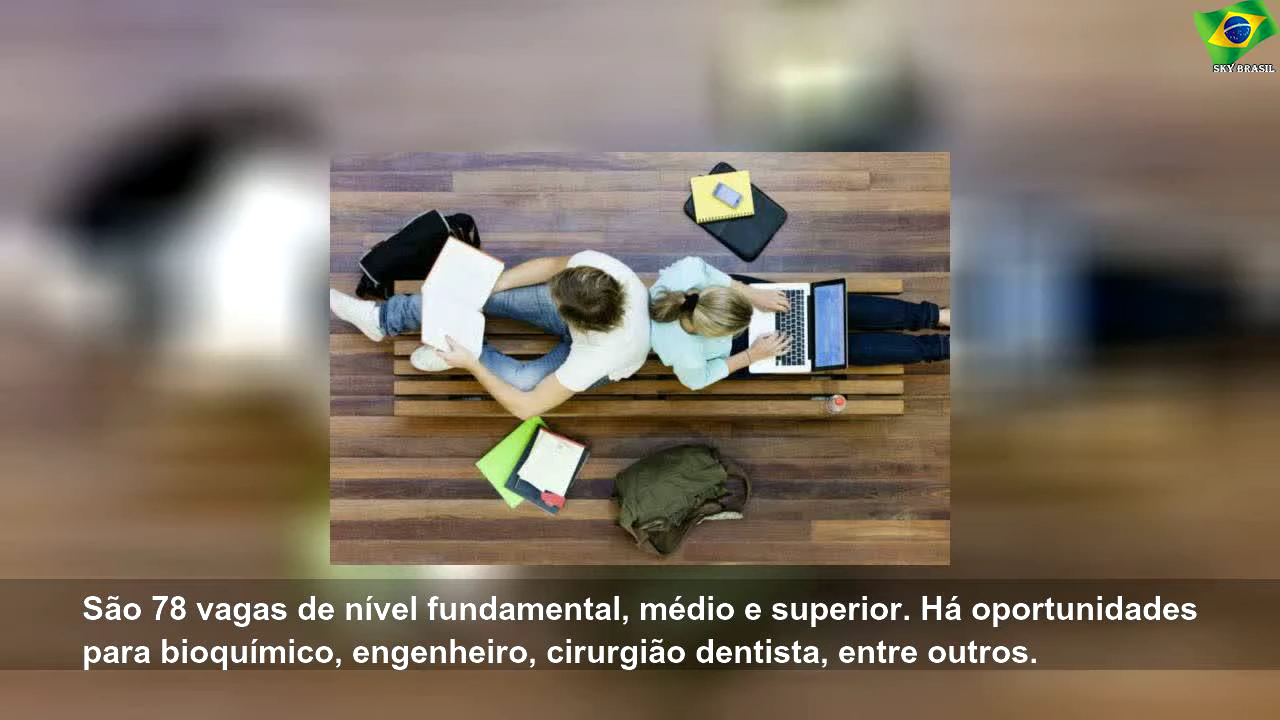 SKY BRASIL
São 78 vagas de nível fundamental, médio e superior. Há oportunidades
para bioquímico, engenheiro, cirurgião dentista, entre outros.